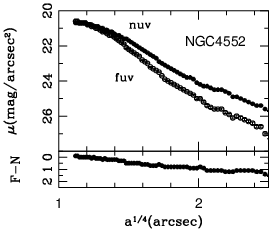 20
22
24
26
μ(mag/arcsec²)
NGC4552
nuv
fuv
2 1 0
F-N
1
2
a^1/4(arcsec)